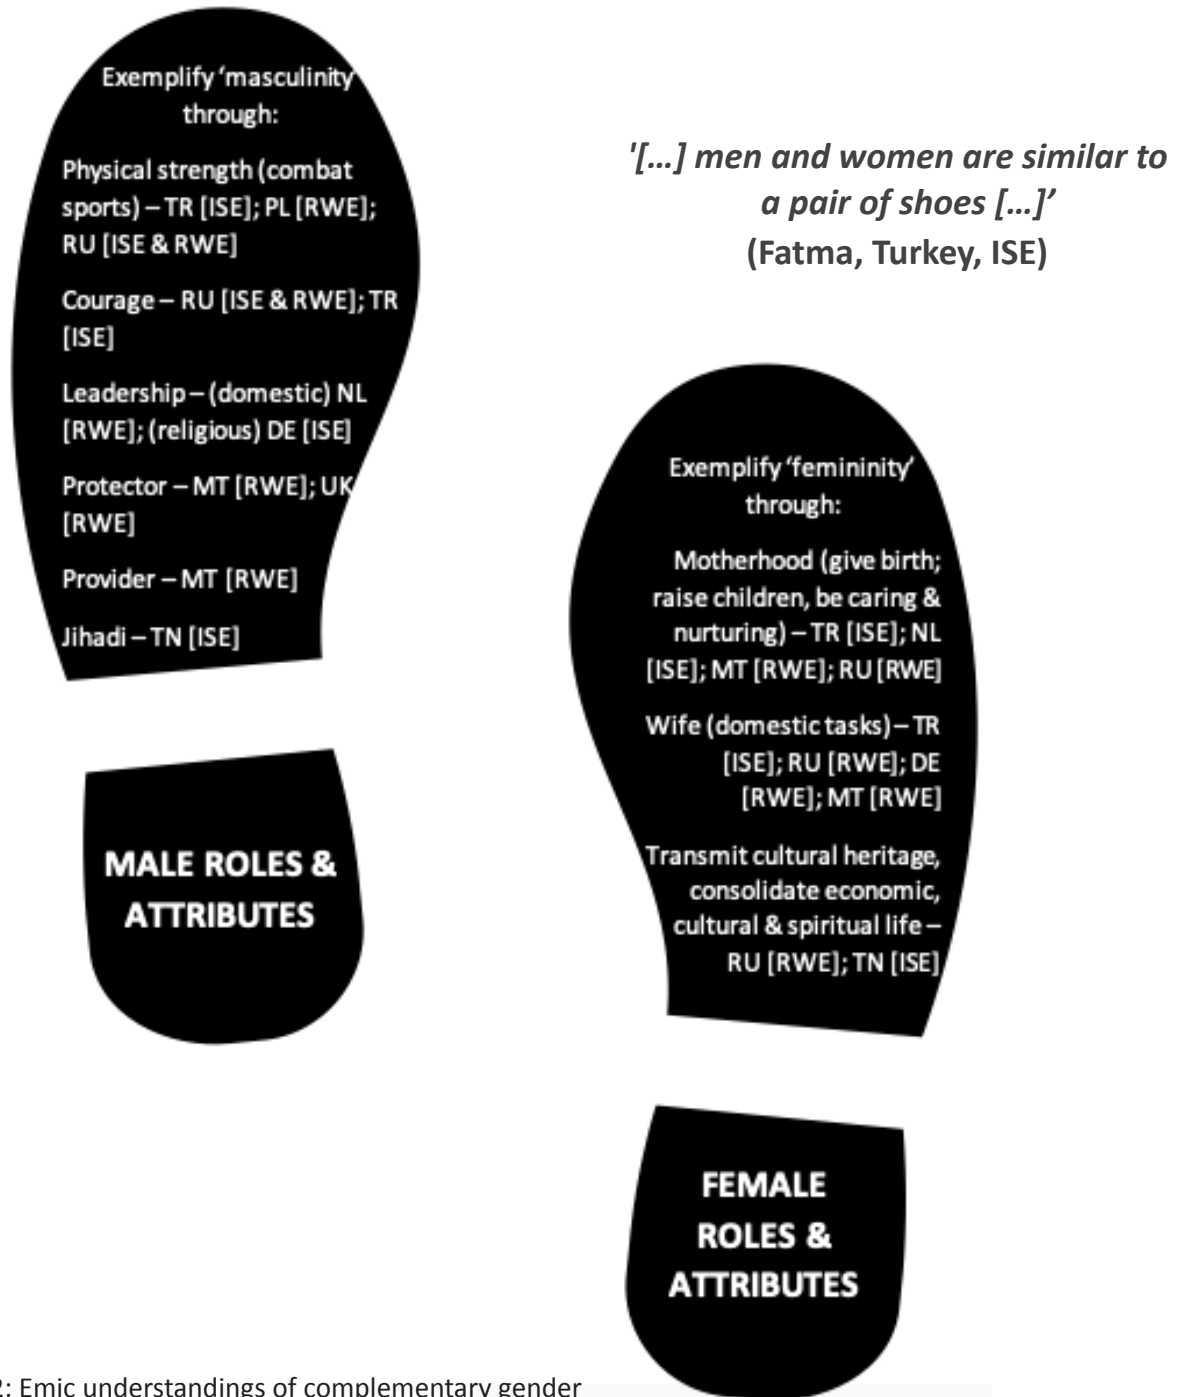 Exemplify ‘masculinity’
through:
Physical strength (combat
sports) – TR [ISE]; PL [RWE];
RU [ISE & RWE]
Courage – RU [ISE & RWE]; TR
[ISE]
Leadership – (domestic) NL
[RWE]; (religious) DE [ISE]
Protector – MT [RWE]; UK
[RWE]
Provider – MT [RWE]
Jihadi – TN [ISE]
MALE ROLES &
ATTRIBUTES
'[…] men and women are similar to
a pair of shoes […]’
(Fatma, Turkey, ISE)
Exemplify ‘femininity’
through:
Motherhood (give birth;
raise children, be caring &
nurturing) – TR [ISE]; NL
[ISE]; MT [RWE]; RU [RWE]
Wife (domestic tasks) – TR
[ISE]; RU [RWE]; DE
[RWE]; MT [RWE]
Transmit cultural heritage,
consolidate economic,
cultural & spiritual life –
RU [RWE]; TN [ISE]
FEMALE
ROLES &
ATTRIBUTES
2: Emic understandings of complementary gender